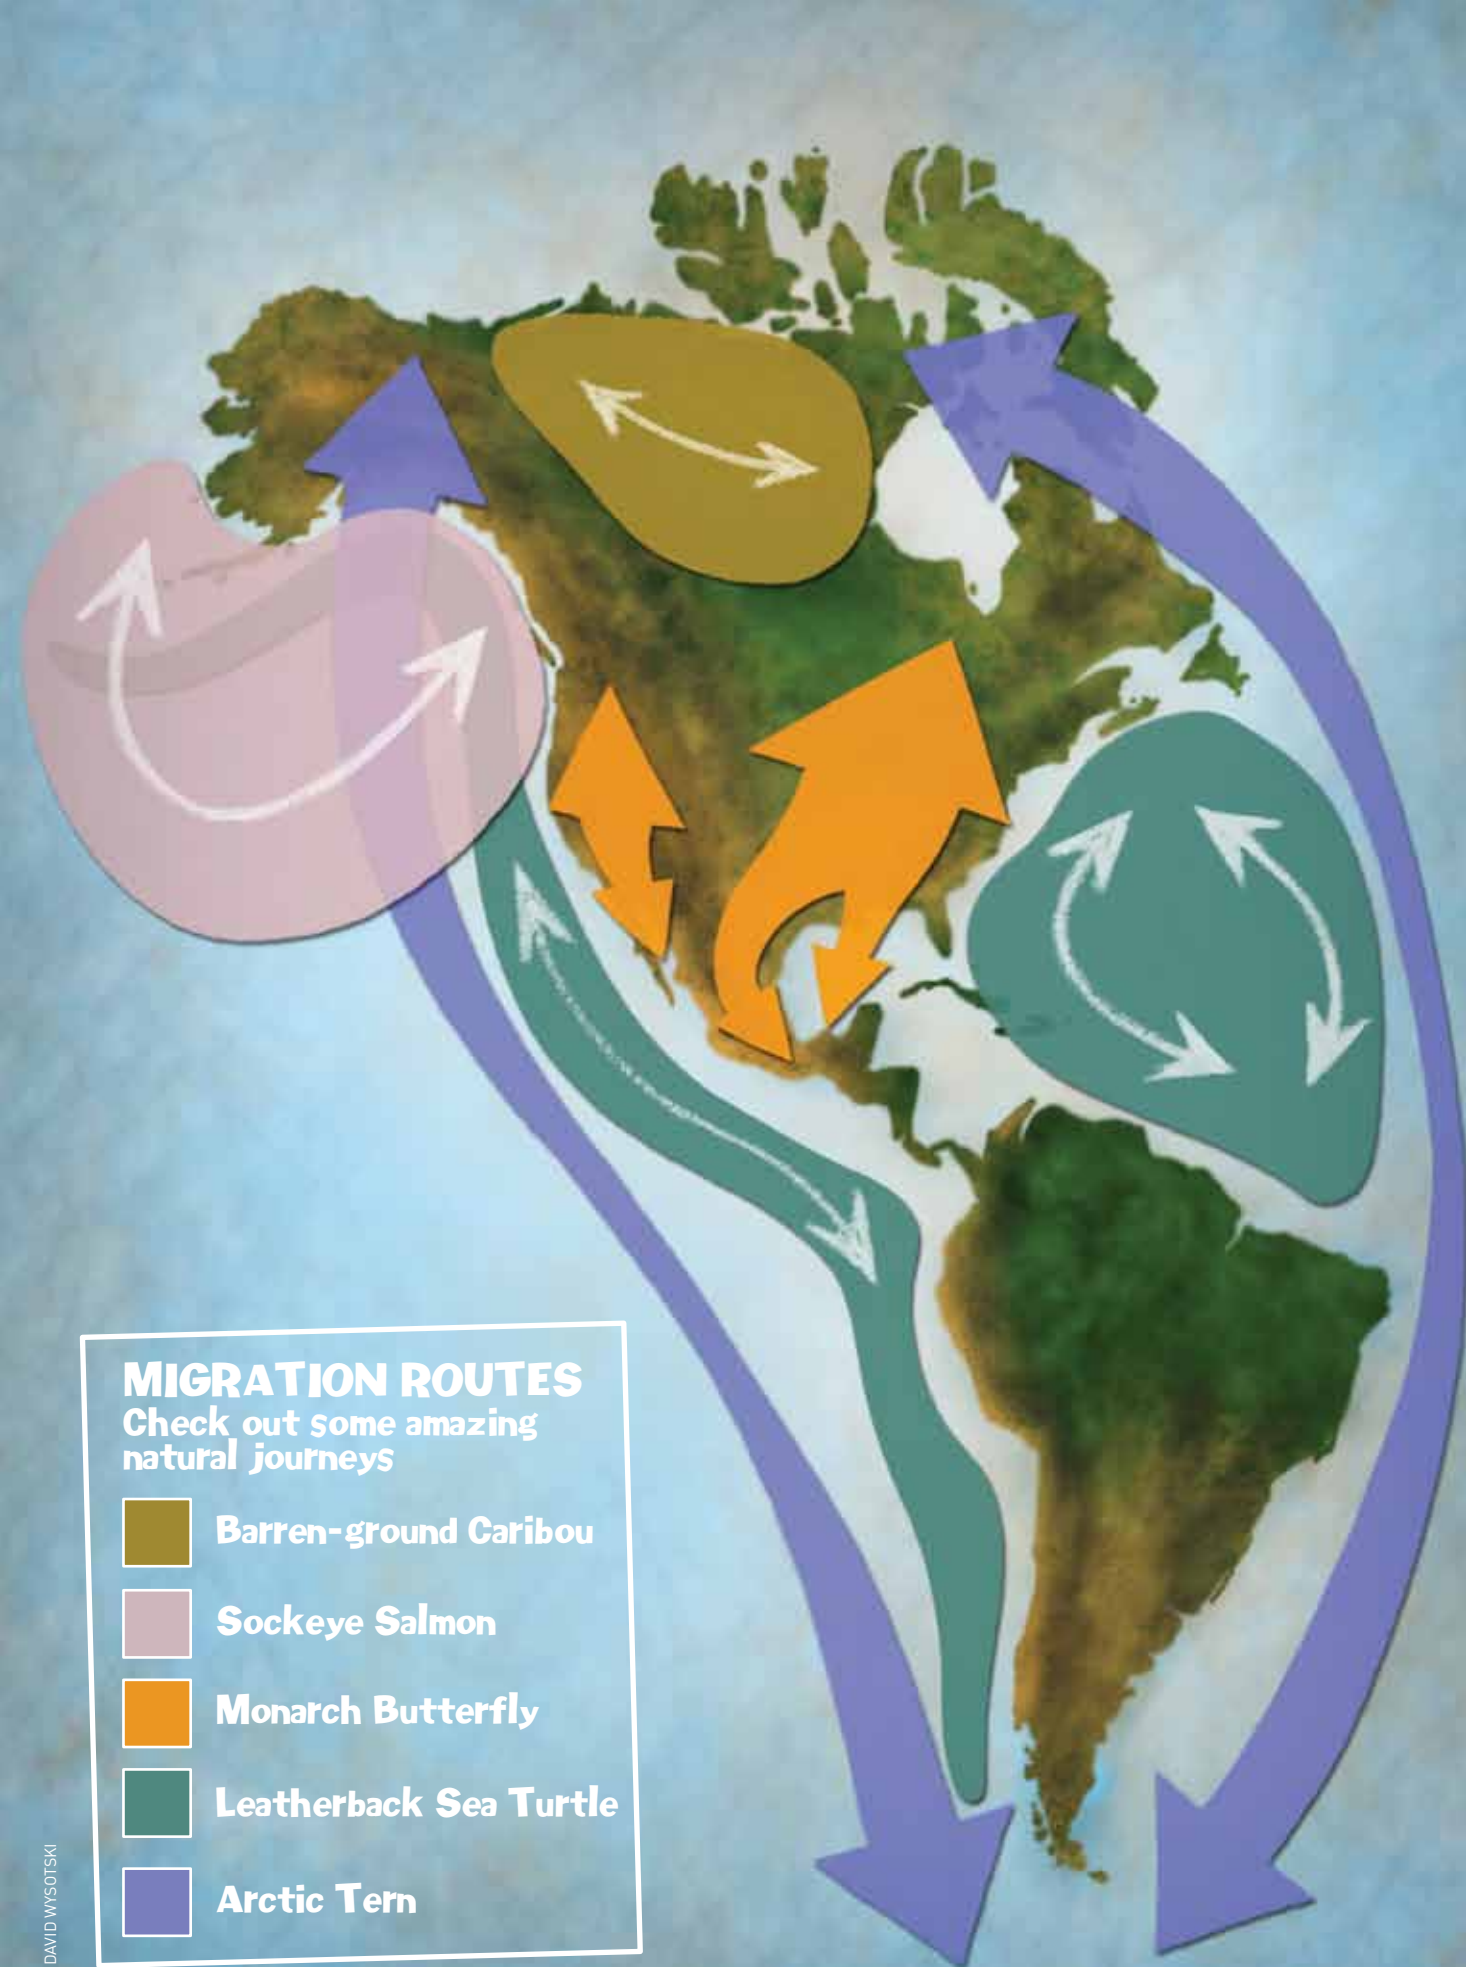 MIGRATION ROUTES
Check out some amazing
natural journeys
Barren-ground Caribou
Sockeye Salmon
Monarch Butterfly
Leatherback Sea Turtle
Arctic Tern
DAVID WYSOTSKI